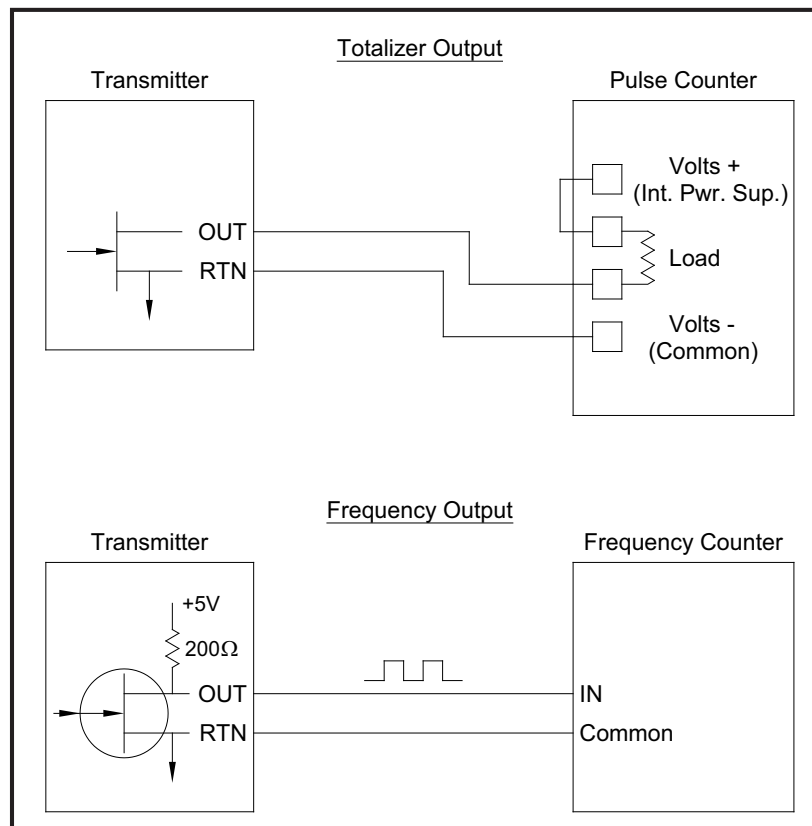 Totalizer Output
Transmitter
Pulse Counter
Volts +
(Int. Pwr. Sup.)
OUT
Load
RTN
Volts -
(Common)
Frequency Output
Transmitter
Frequency Counter
+5V
200Ω
OUT
IN
RTN
Common